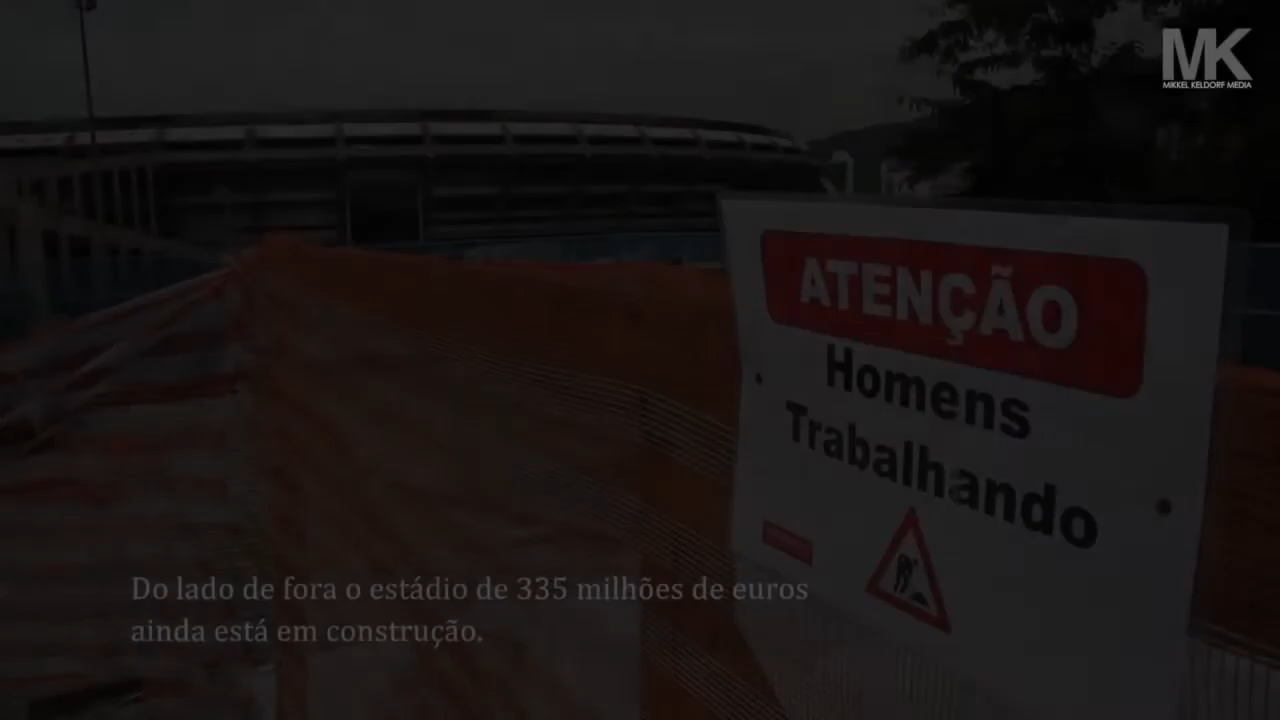 MK
MIKKEL KELDORF MEDIA
ATENÇÃO
Homens
Trabalhando
Do lado de fora o estádio de 335 milhões de euros
ainda está em construção.